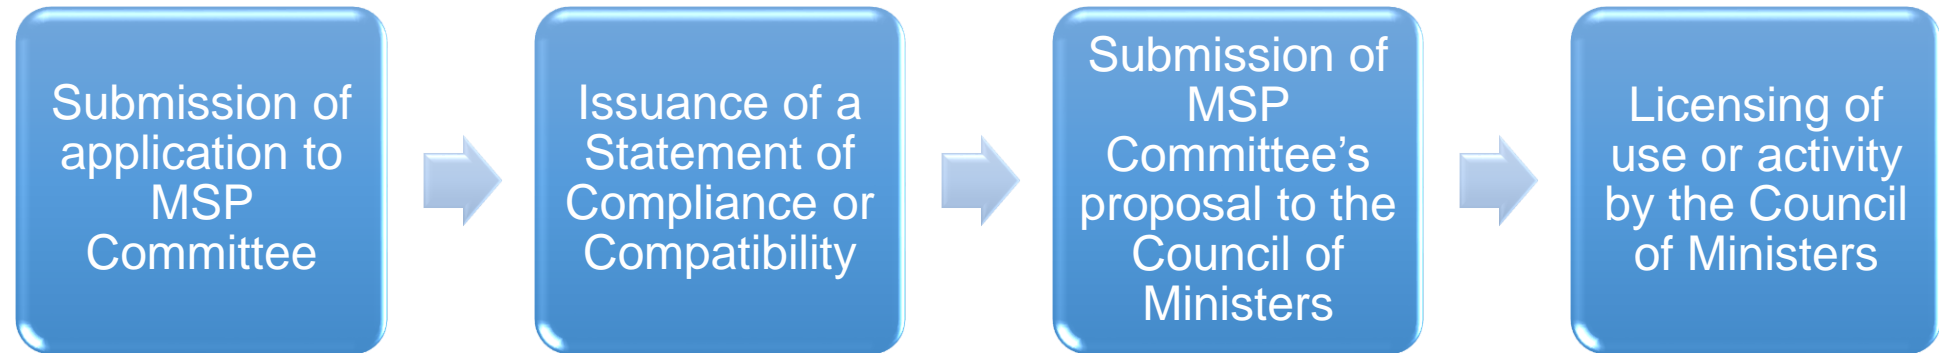 Submission of
application to
MSP
Committee
Issuance of a
Statement of
Compliance or
Compatibility
Submission of
MSP
Committee’s
proposal to the
Council of
Ministers
Licensing of
use or activity
by the Council
of Ministers